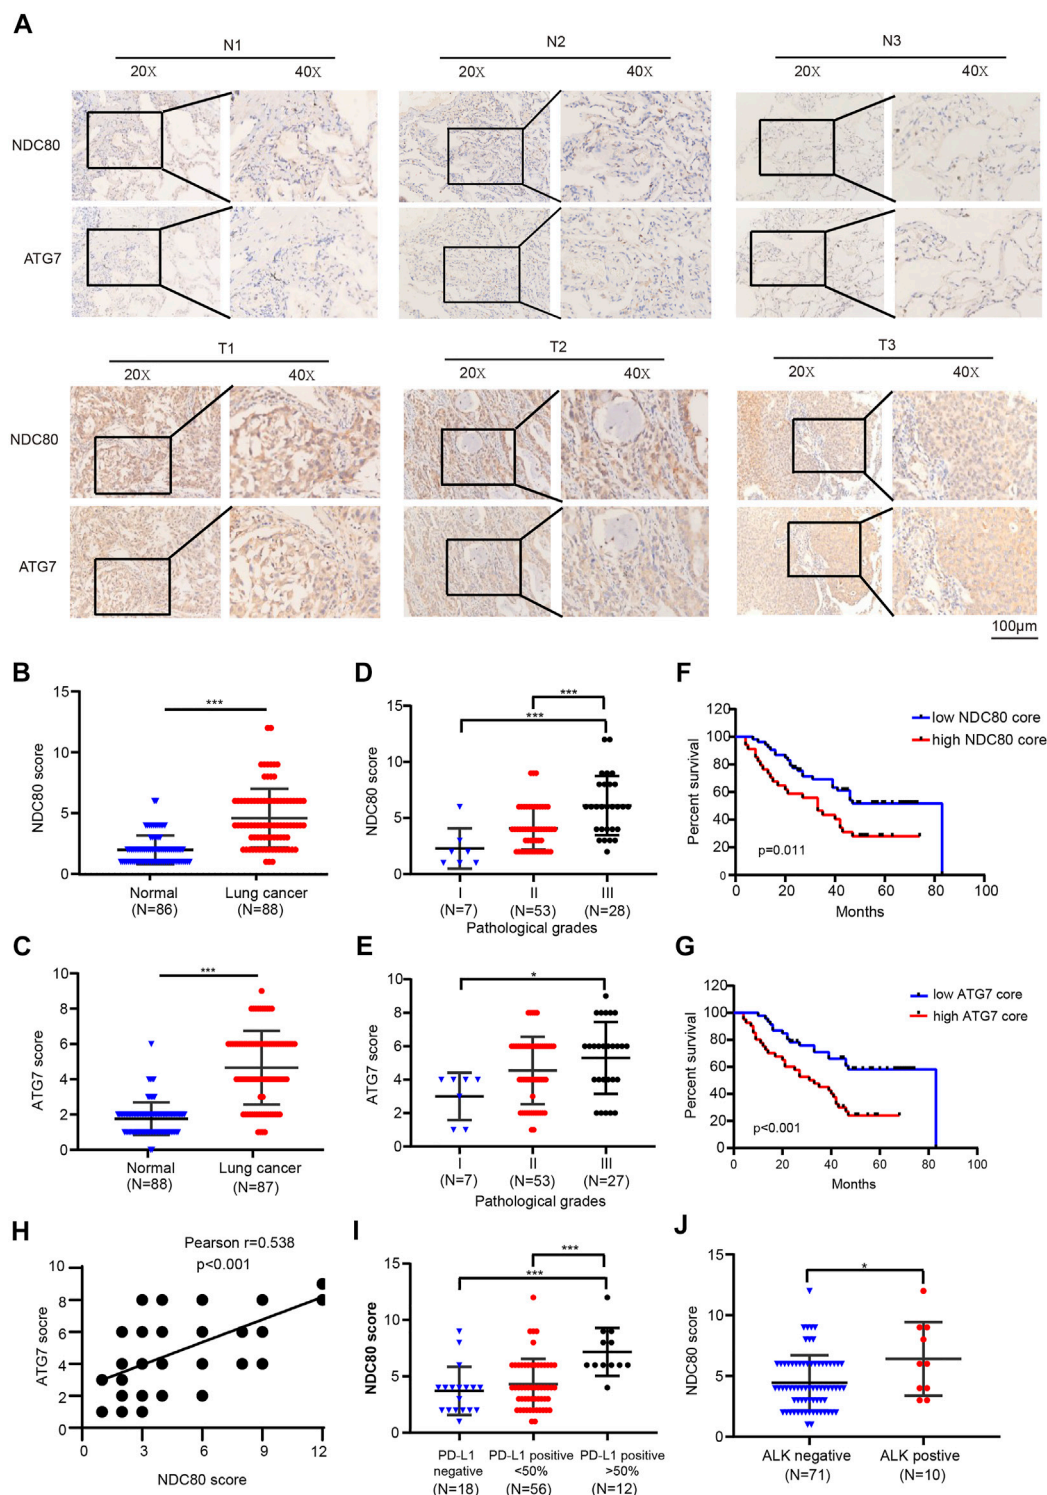 A
N1
N2
N3
20X
40X
20X
40X
20X
40X
NDC80
ATG7
T1
T2
T3
20X
40X
20X
40X
20X
40X
NDC80
ATG7
100μm
B
NDC80 score
15
10
5
0
***
Normal
(N=86)
Lung cancer
(N=88)
D
NDC80 score
15
10
5
0
***
***
I
(N=7)
II
(N=53)
III
(N=28)
Pathological grades
F
Percent survival
120
100
80
60
40
20
0
low NDC80 core
high NDC80 core
p=0.011
0 20 40 60 80 100
Months
C
ATG7 score
10
8
6
4
2
0
***
Normal
(N=88)
Lung cancer
(N=87)
E
ATG7 score
10
8
6
4
2
0
*
I
(N=7)
II
(N=53)
III
(N=27)
Pathological grades
G
Percent survival
120
100
80
60
40
20
0
low ATG7 core
high ATG7 core
p<0.001
0 20 40 60 80 100
Months
H
Pearson r=0.538
p<0.001
ATG7 socre
10
8
6
4
2
0
0 3 6 9 12
NDC80 score
I
NDC80 score
15
10
5
0
***
***
PD-L1
negative
(N=18)
PD-L1 positive
<50%
(N=56)
PD-L1 positive
>50%
(N=12)
J
NDC80 score
15
10
5
0
*
ALK negative
(N=71)
ALK postive
(N=10)